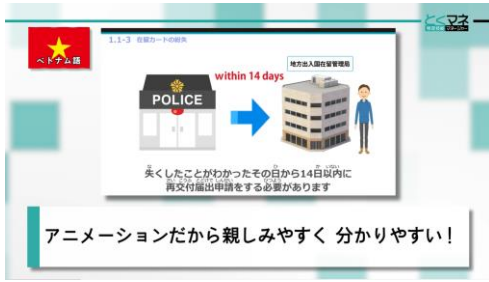 とくマネ
ベトナム語
1.1-3 在留カードの紛失
within 14 days
地方出入国在留管理局
POLICE
失くしたことがわかったその日から14日以内に
再交付届出申請をする必要があります
アニメーションだから親しみやすく 分かりやすい！